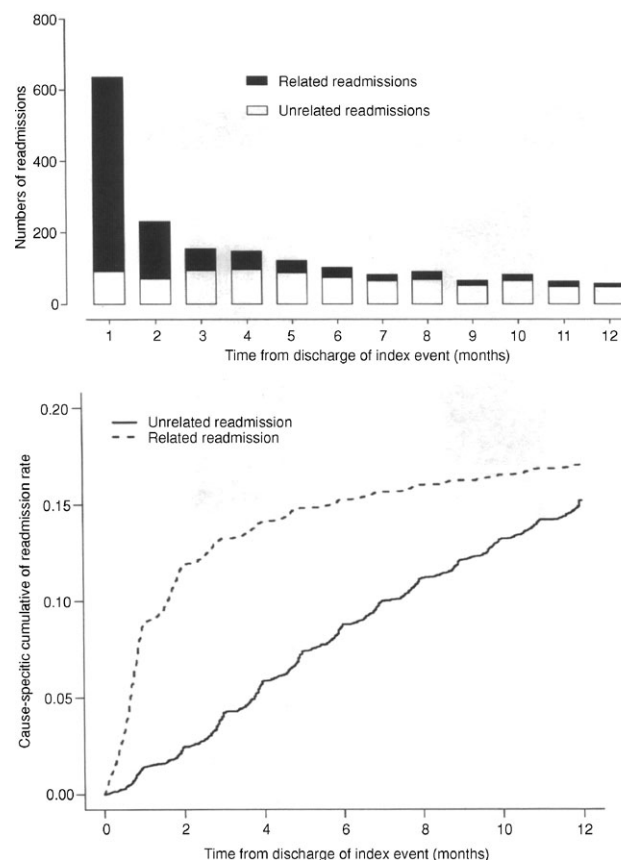 800
600
400
200
0
Numbers of readmissions
Related readmissions
Unrelated readmissions
1 2 3 4 5 6 7 8 9 10 11 12
Time from discharge of index event (months)
0.20
0.15
0.10
0.05
0.00
Cause-specitic cumulative of readmission rate
Unrelated readmission
Related readmission
0 2 4 6 8 10 12
Time from discharge of index event (months)